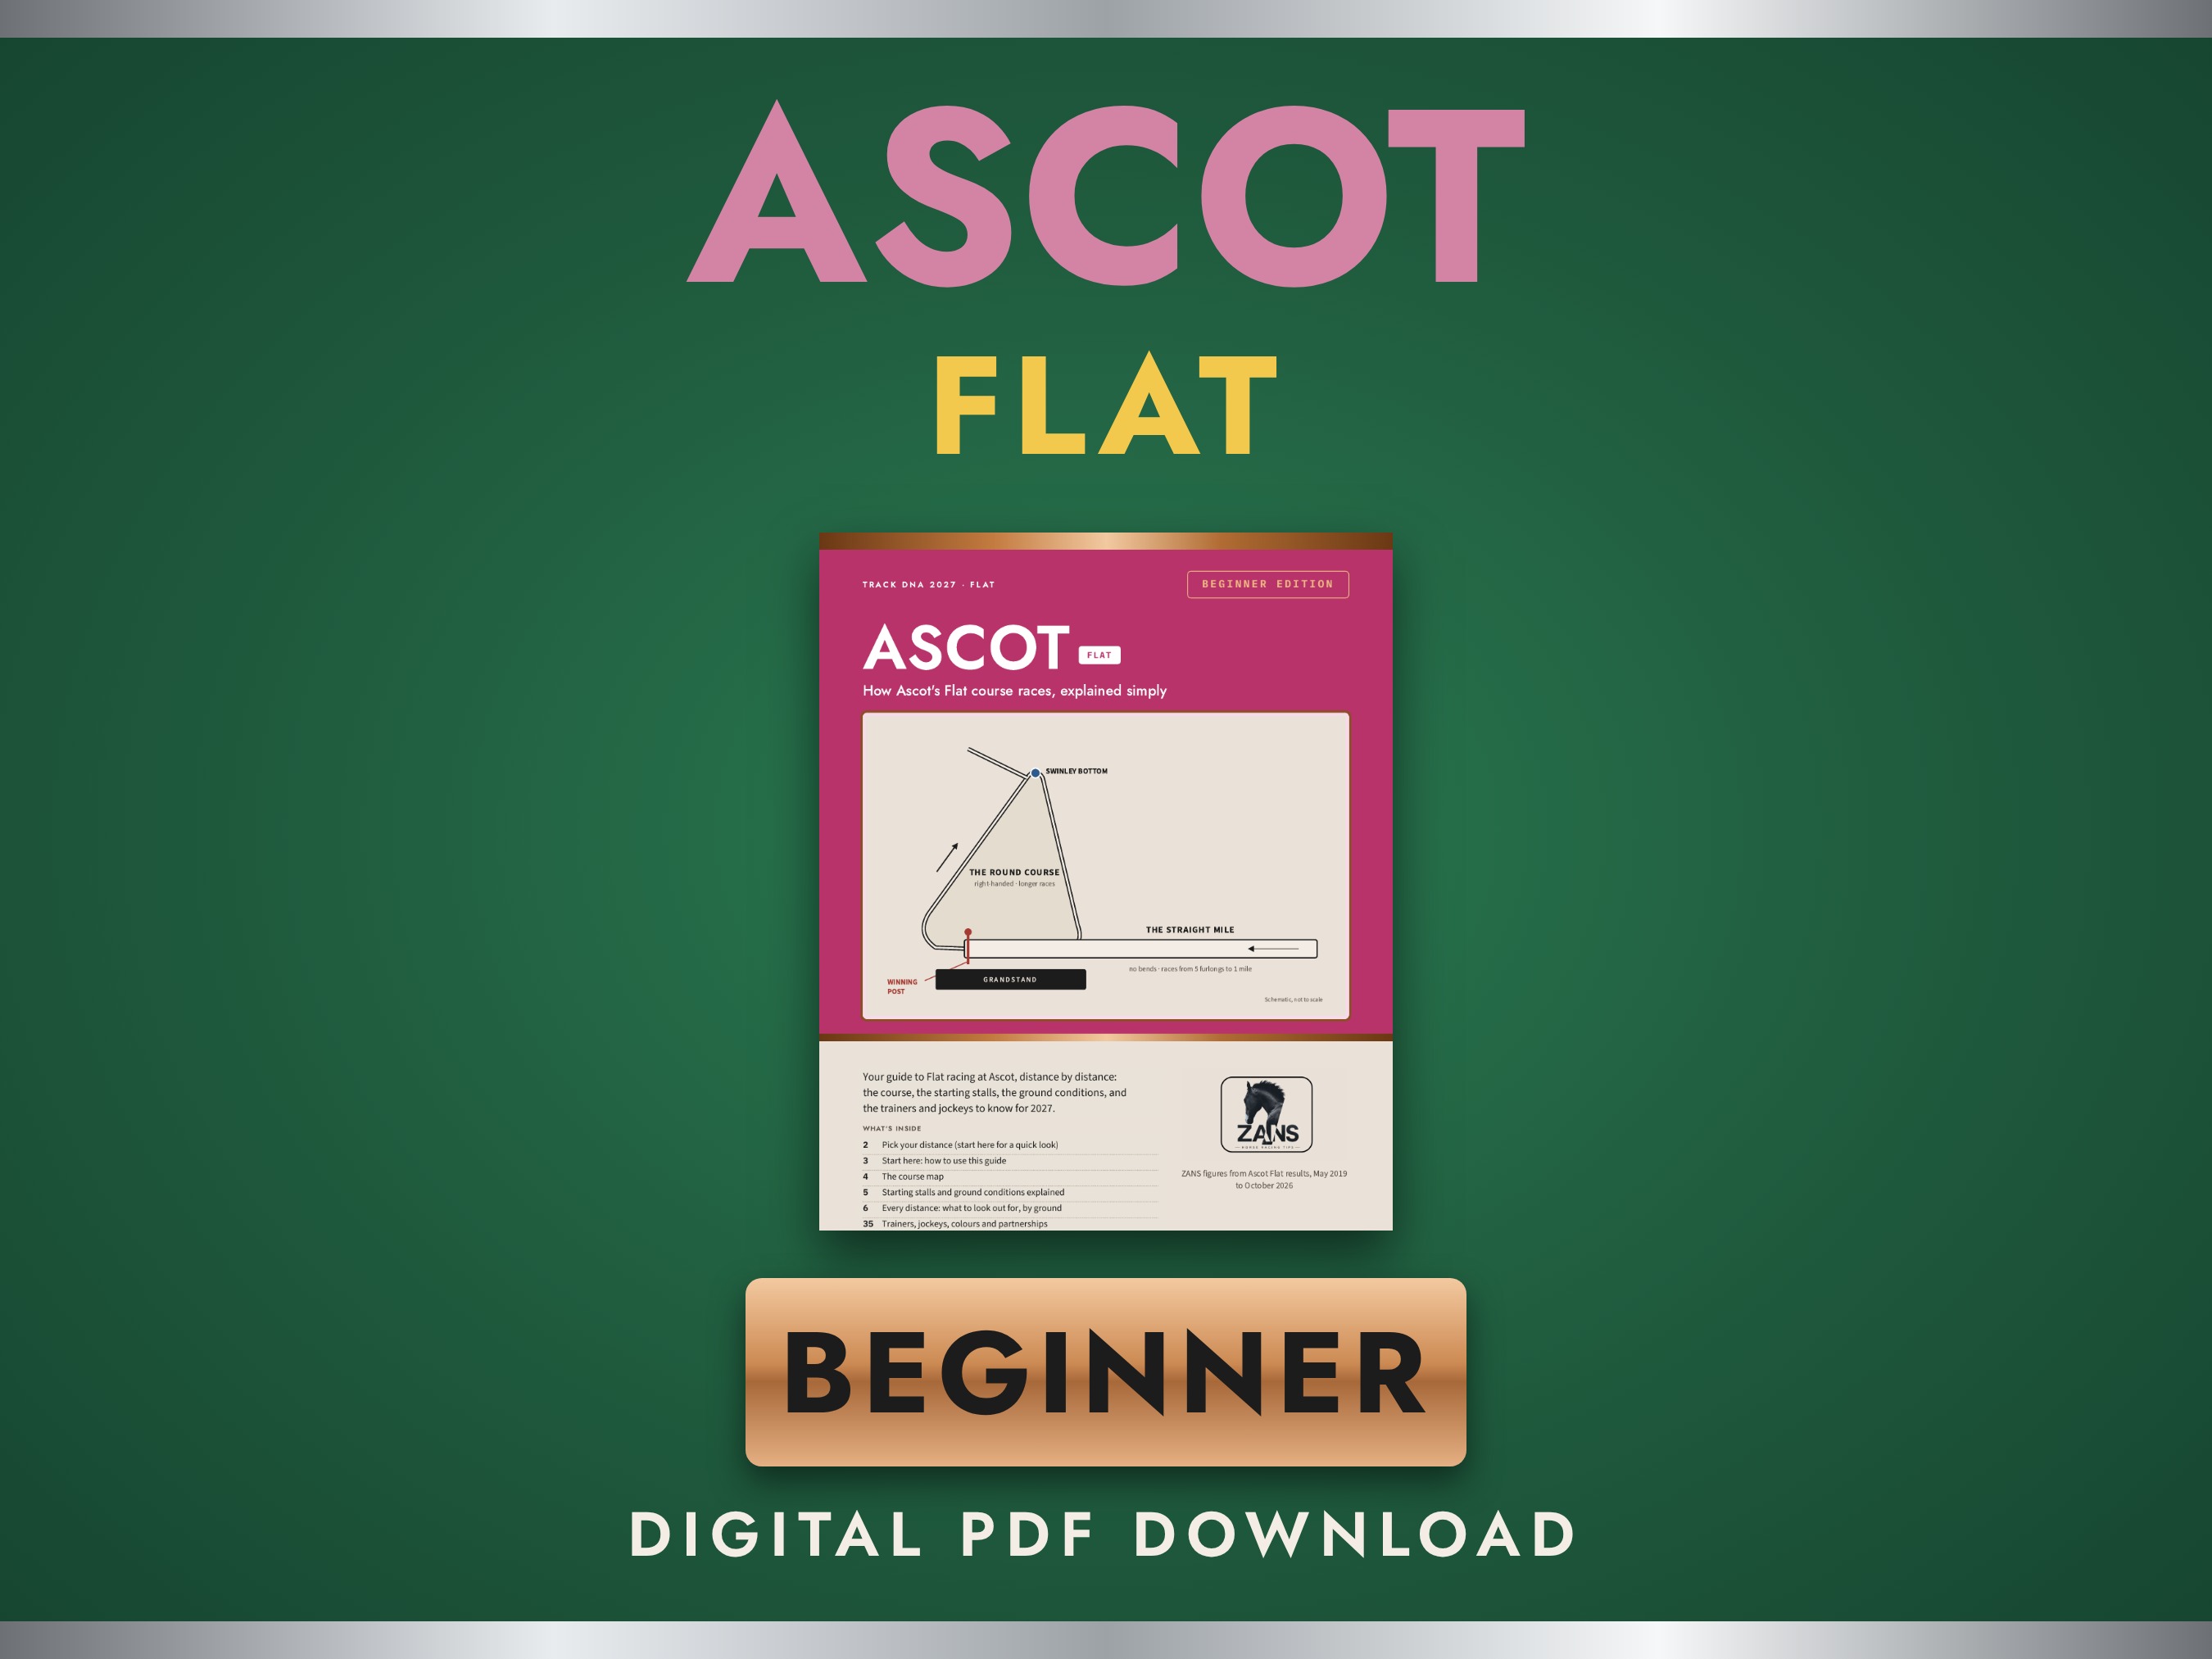 ASCOT
FLAT
TRACK DNA 2027 · FLAT
BEGINNER EDITION
ASCOT FLAT
How Ascot's Flat course races, explained simply
SWINLEY BOTTOM
THE ROUND COURSE
right-handed · longer races
THE STRAIGHT MILE
no bends · races from 5 furlongs to 1 mile
WINNING
POST
GRANDSTAND
Schematic, not to scale
Your guide to Flat racing at Ascot, distance by distance:
the course, the starting stalls, the ground conditions, and
the trainers and jockeys to know for 2027.
WHAT'S INSIDE
2 Pick your distance (start here for a quick look)
3 Start here: how to use this guide
4 The course map
5 Starting stalls and ground conditions explained
6 Every distance: what to look out for, by ground
35 Trainers, jockeys, colours and partnerships
ZANS
HORSE RACING TIPS
ZANS figures from Ascot Flat results, May 2019
to October 2026
BEGINNER
DIGITAL PDF DOWNLOAD